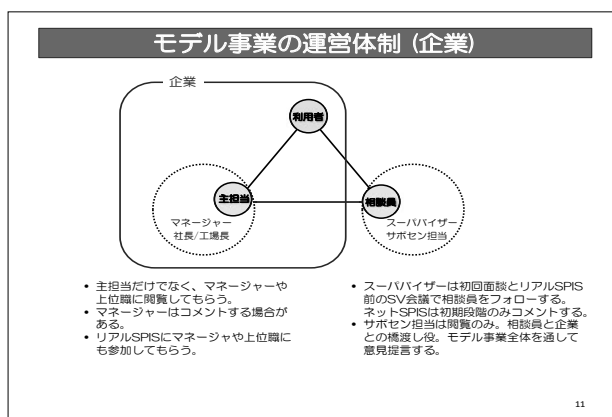 モデル事業の運営体制 (企業)
企業
利用者
主担当
相談員
マネージャー
社長/工場長
スーパバイザー
サポセン担当
• 主担当だけでなく、マネージャーや
上位職に閲覧してもらう。
• マネージャーはコメントする場合が
ある。
• リアルSPISにマネージャや上位職に
も参加してもらう。
• スーパバイザーは初回面談とリアルSPIS
前のSV会議で相談員をフォローする。
ネットSPISは初期段階のみコメントする。
• サポセン担当は閲覧のみ。相談員と企業
との橋渡し役。モデル事業全体を通して
意見提言する。
11